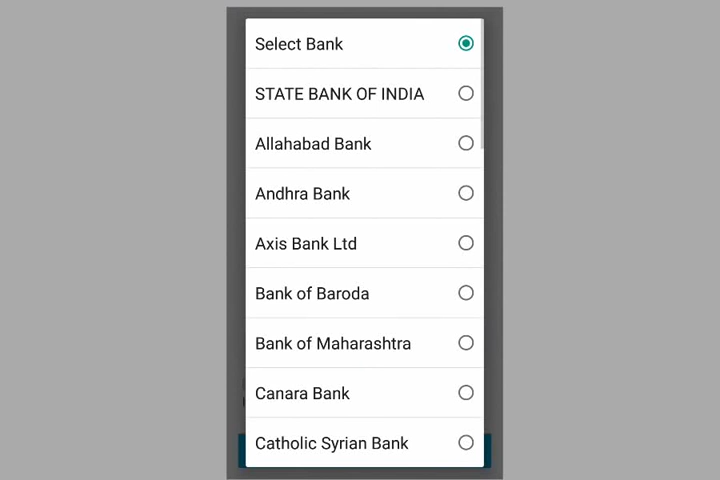 Select Bank
STATE BANK OF INDIA
Allahabad Bank
Andhra Bank
Axis Bank Ltd
Bank of Baroda
Bank of Maharashtra
Canara Bank
Catholic Syrian Bank